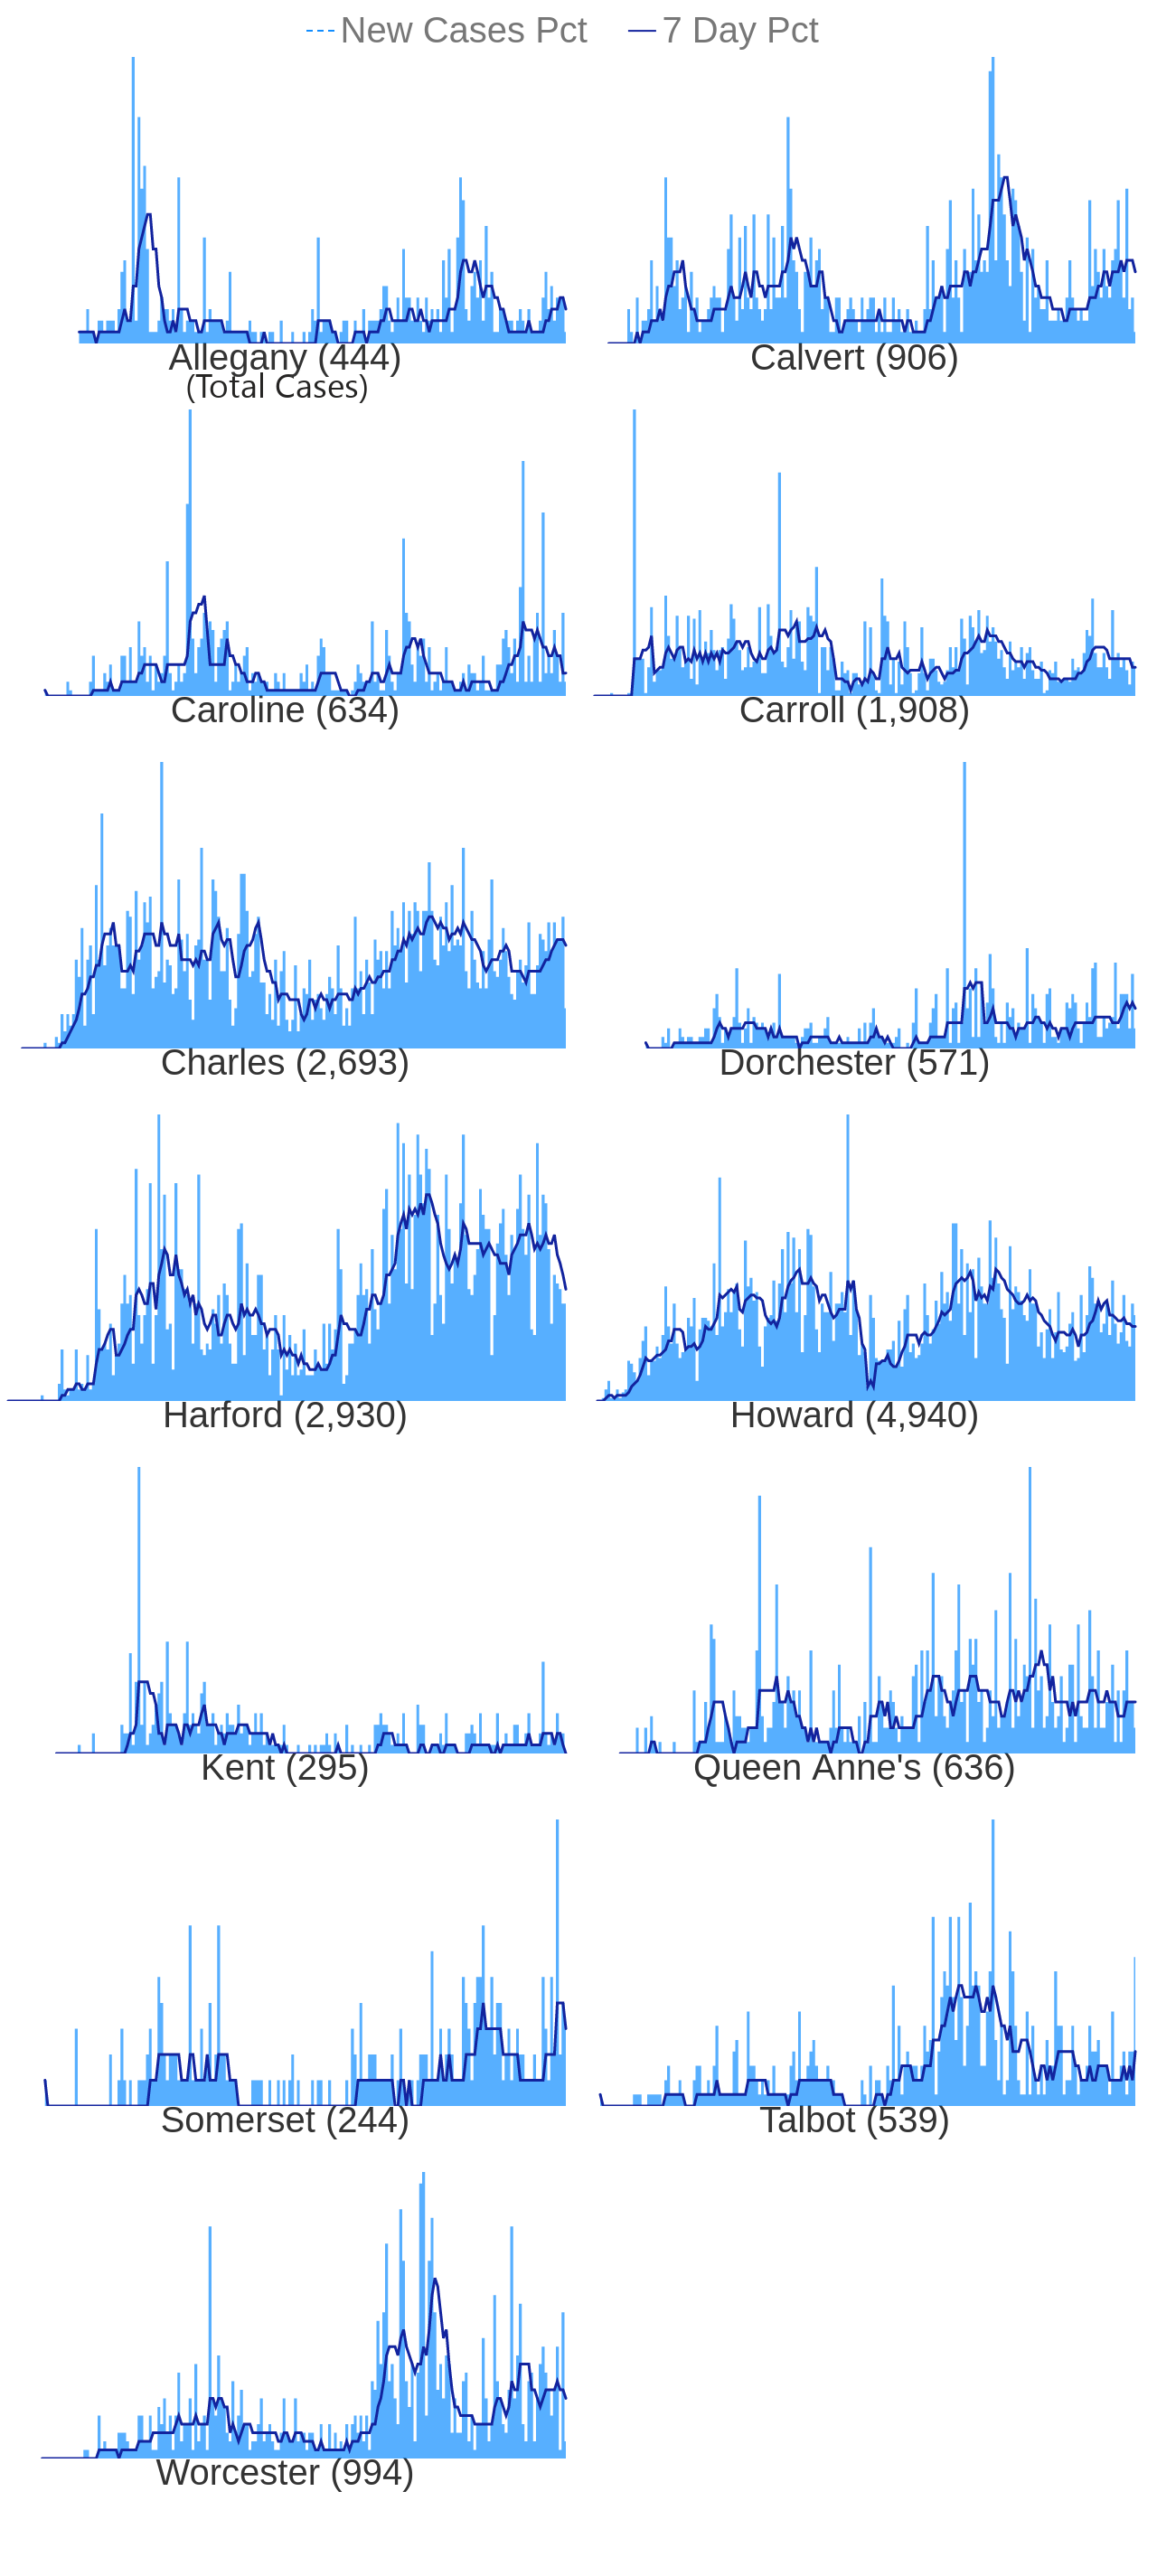 New Cases Pct 7 Day Pct
Allegany (444) Calvert (906)
(Total Cases)
Caroline (634) Carroll (1,908)
Charles (2,693) Dorchester (571)
Harford (2,930) Howard (4,940)
Kent (295) Queen Anne's (636)
Somerset (244) Talbot (539)
Worcester (994)